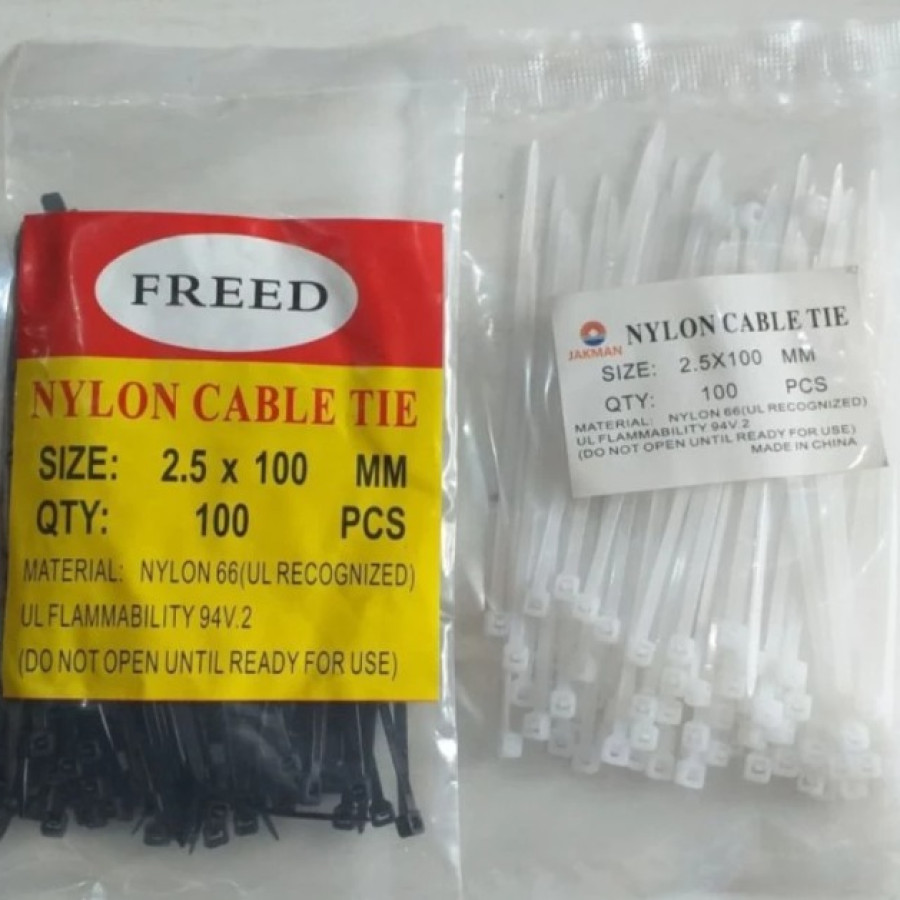 FREED
NYLON CABLE TIE
SIZE: 2.5 x 100 MM
QTY: 100 PCS
MATERIAL: NYLON 66(UL RECOGNIZED)
UL FLAMMABILITY 94V.2
(DO NOT OPEN UNTIL READY FOR USE)
JAKMAN
NYLON CABLE TIE
SIZE: 2.5X100 MM
QTY: 100 PCS
MATERIAL: NYLON 66(UL RECOGNIZED)
UL FLAMMABILITY 94V.2
(DO NOT OPEN UNTIL READY FOR USE)
MADE IN CHINA